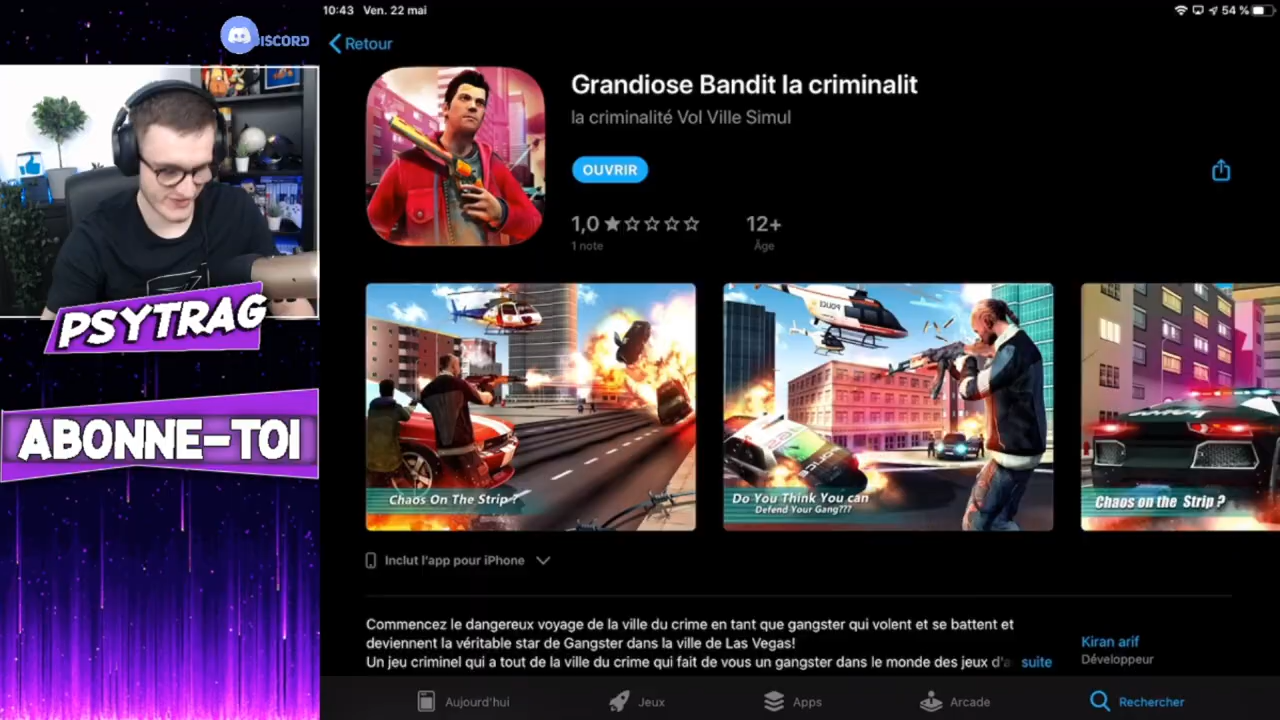 DISCORD
PSYTRAG
ABONNE-TOI
10:43 Ven. 22 mai
54 %
Retour
Grandiose Bandit la criminalit
la criminalité Vol Ville Simul
OUVRIR
1,0
1 note
12+
Âge
Chaos On The Strip ?
POLICE
Do You Think You can
Defend Your Gang???
Chaos on the Strip ?
Inclut l'app pour iPhone
Commencez le dangereux voyage de la ville du crime en tant que gangster qui volent et se battent et
deviennent la véritable star de Gangster dans la ville de Las Vegas!
Un jeu criminel qui a tout de la ville du crime qui fait de vous un gangster dans le monde des jeux d'a suite
Kiran arif
Développeur
Aujourd'hui
Jeux
Apps
Arcade
Rechercher